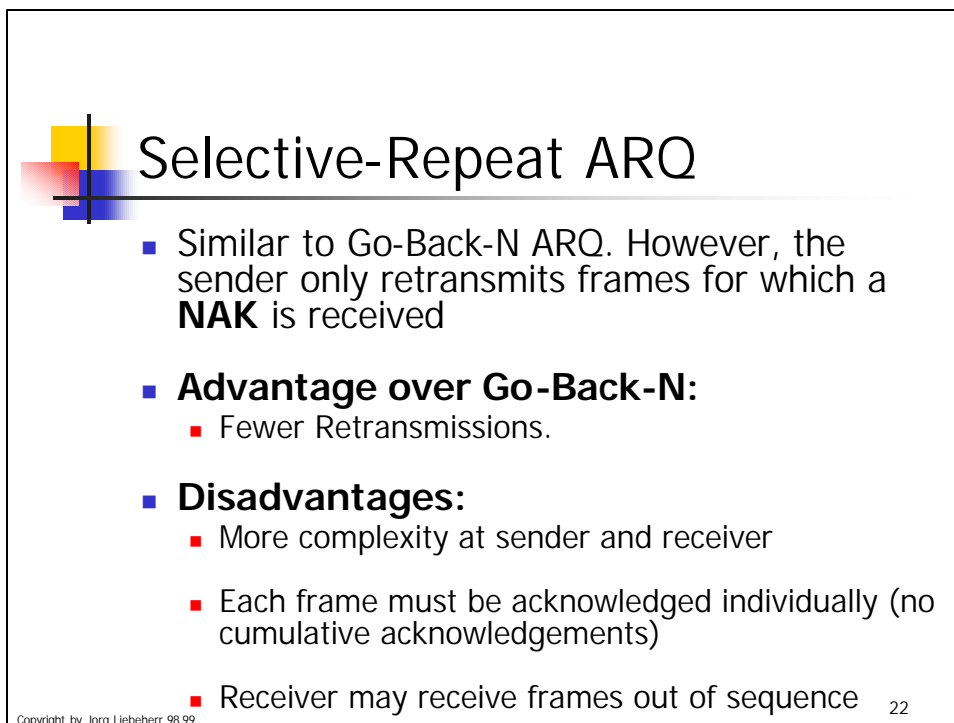 Selective-Repeat ARQ
Similar to Go-Back-N ARQ. However, the
sender only retransmits frames for which a
NAK is received
Advantage over Go-Back-N:
Fewer Retransmissions.
Disadvantages:
More complexity at sender and receiver
Each frame must be acknowledged individually (no
cumulative acknowledgements)
Receiver may receive frames out of sequence
22
Copyright by Jorg Liebeherr 98,99